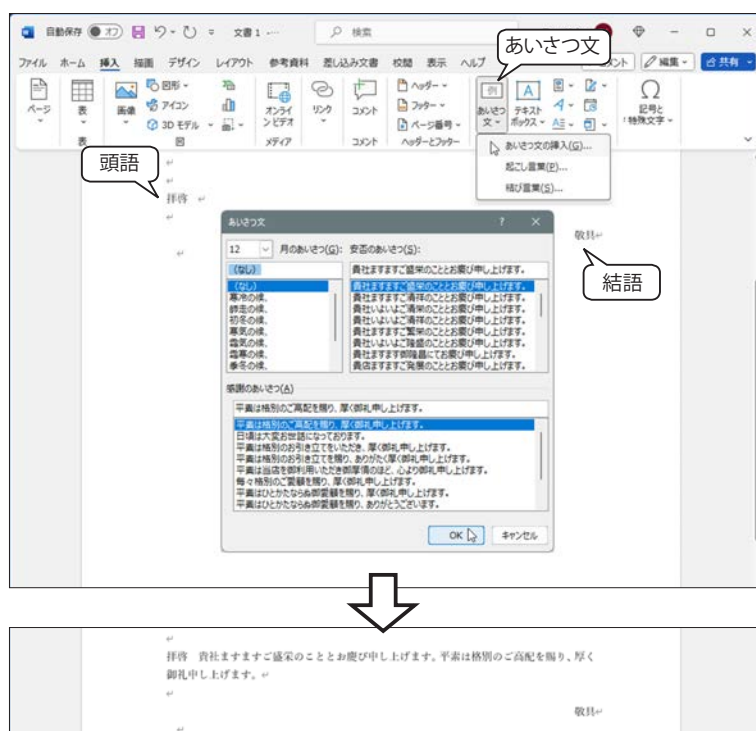 自動保存 オフ 文書1 … 検索
あいさつ文
ファイル ホーム 挿入 描画 デザイン レイアウト 参考資料 差し込み文書 校閲 表示 ヘルプ コメント 編集 共有
ページ
表
画像
図形
アイコン
3D モデル
オンラインビデオ
リンク
コメント
ヘッダー
フッター
ページ番号
あいさつ文
テキストボックス
記号と特殊文字
表 図 メディア コメント ヘッダーとフッター
あいさつ文の挿入(G)...
起こし言葉(P)...
結び言葉(S)...
頭語
拝啓
敬具
結語
あいさつ文 ? ×
12 月のあいさつ(G): 安否のあいさつ(S):
(なし) 貴社ますますご盛栄のこととお慶び申し上げます。
(なし) 貴社ますますご盛栄のこととお慶び申し上げます。
寒冷の候、 貴社ますますご清祥のこととお慶び申し上げます。
師走の候、 貴社いよいよご清栄のこととお慶び申し上げます。
初冬の候、 貴社いよいよご清祥のこととお慶び申し上げます。
寒気の候、 貴社ますますご繁栄のこととお慶び申し上げます。
霜気の候、 貴社いよいよご隆盛のこととお慶び申し上げます。
霜寒の候、 貴社ますます御隆昌にてお慶び申し上げます。
季冬の候、 貴店ますますご発展のこととお慶び申し上げます。
感謝のあいさつ(A)
平素は格別のご高配を賜り、厚く御礼申し上げます。
平素は格別のご高配を賜り、厚く御礼申し上げます。
日頃は大変お世話になっております。
平素は格別のお引き立てをいただき、厚く御礼申し上げます。
平素は格別のお引き立てを賜り、ありがたく厚く御礼申し上げます。
平素は当店を御利用いただき御厚情のほど、心より御礼申し上げます。
毎々格別のご愛顧を賜り、厚く御礼申し上げます。
平素はひとかたならぬ御愛顧を賜り、厚く御礼申し上げます。
平素はひとかたならぬ御愛顧を賜り、ありがとうございます。
OK キャンセル
拝啓　貴社ますますご盛栄のこととお慶び申し上げます。平素は格別のご高配を賜り、厚く
御礼申し上げます。
敬具